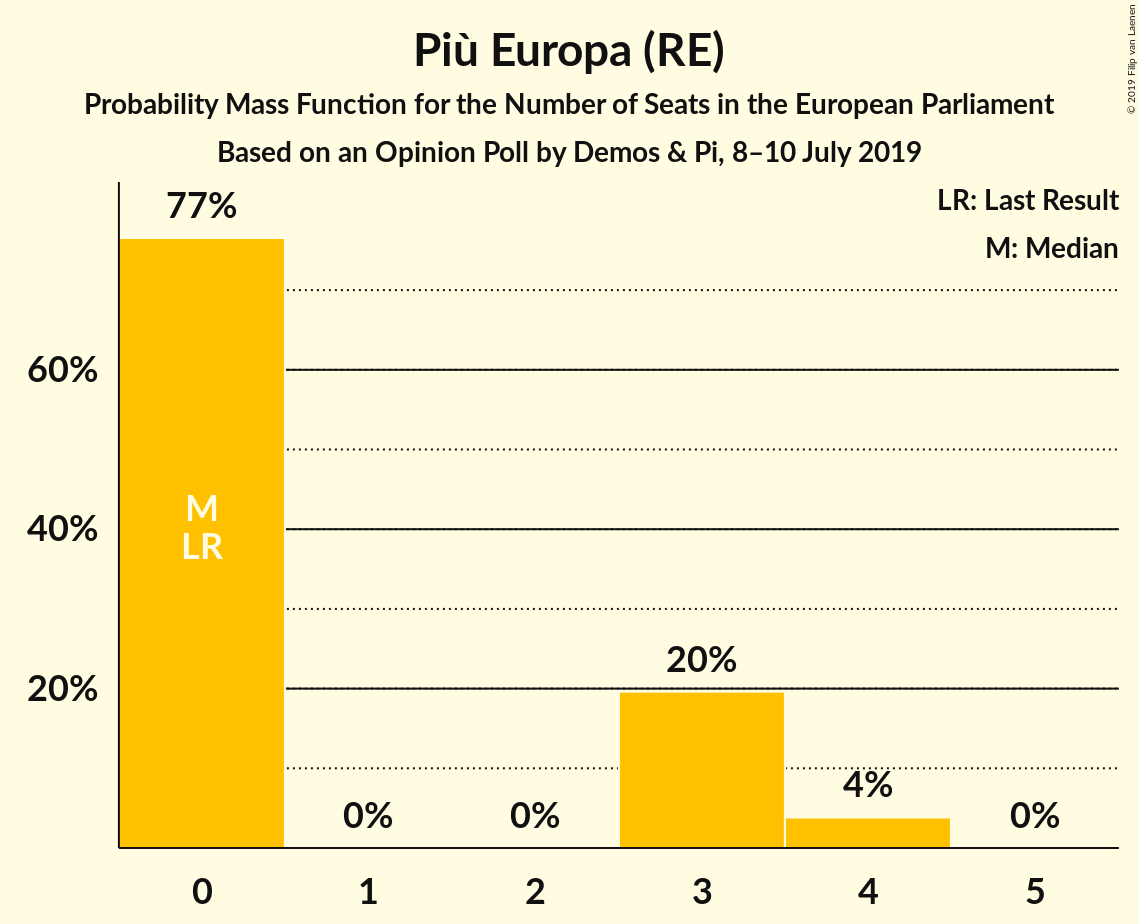 Più Europa (RE)
Probability Mass Function for the Number of Seats in the European Parliament
Based on an Opinion Poll by Demos & Pi, 8–10 July 2019
© 2019 Filip van Laenen
LR: Last Result
M: Median
77%
60%
40%
20%
M
LR
0%
0%
20%
4%
0%
0
1
2
3
4
5